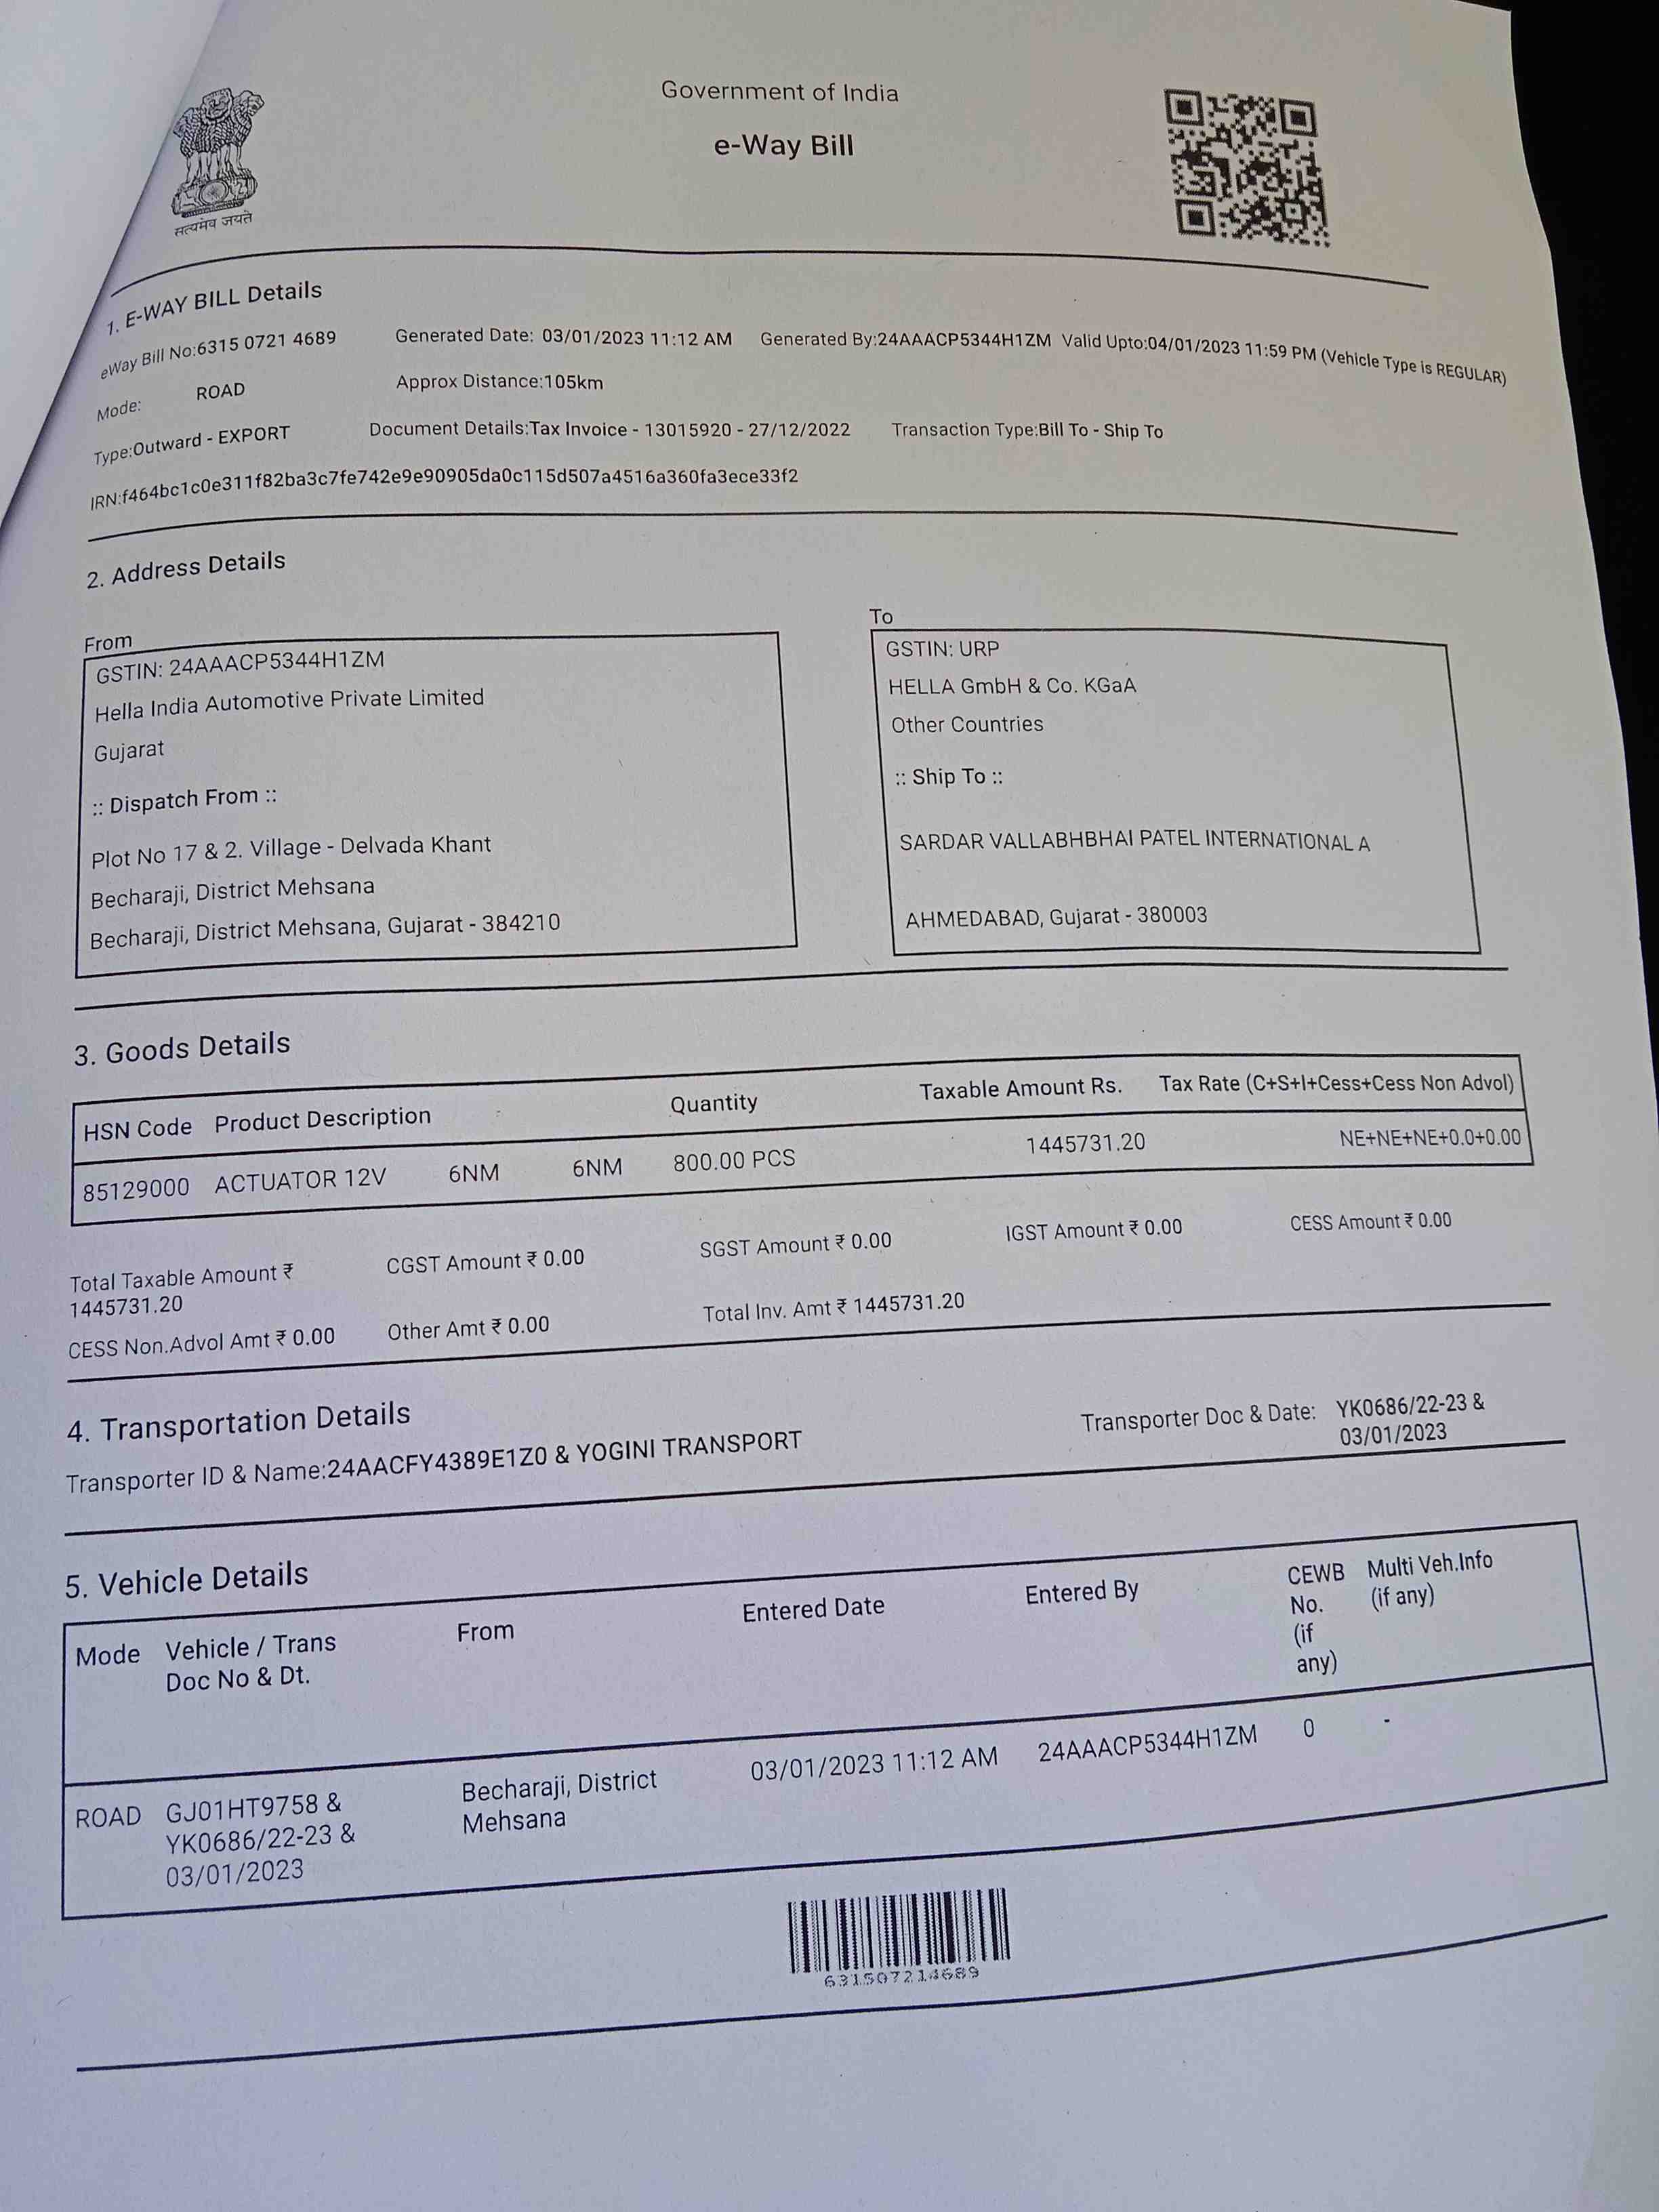 Government of India
e-Way Bill
सत्यमेव जयते
1. E-WAY BILL Details
eWay Bill No:6315 0721 4689 Generated Date: 03/01/2023 11:12 AM Generated By:24AAACP5344H1ZM Valid Upto:04/01/2023 11:59 PM (Vehicle Type is REGULAR)
Mode: ROAD Approx Distance:105km
Type:Outward - EXPORT Document Details:Tax Invoice - 13015920 - 27/12/2022 Transaction Type:Bill To - Ship To
IRN:f464bc1c0e311f82ba3c7fe742e9e90905da0c115d507a4516a360fa3ece33f2
2. Address Details
From
GSTIN: 24AAACP5344H1ZM
Hella India Automotive Private Limited
Gujarat
:: Dispatch From ::
Plot No 17 & 2. Village - Delvada Khant
Becharaji, District Mehsana
Becharaji, District Mehsana, Gujarat - 384210
To
GSTIN: URP
HELLA GmbH & Co. KGaA
Other Countries
:: Ship To ::
SARDAR VALLABHBHAI PATEL INTERNATIONAL A
AHMEDABAD, Gujarat - 380003
3. Goods Details
HSN Code Product Description Quantity Taxable Amount Rs. Tax Rate (C+S+I+Cess+Cess Non Advol)
85129000 ACTUATOR 12V 6NM 6NM 800.00 PCS 1445731.20 NE+NE+NE+0.0+0.00
Total Taxable Amount ₹ CGST Amount ₹ 0.00 SGST Amount ₹ 0.00 IGST Amount ₹ 0.00 CESS Amount ₹ 0.00
1445731.20
CESS Non.Advol Amt ₹ 0.00 Other Amt ₹ 0.00 Total Inv. Amt ₹ 1445731.20
4. Transportation Details
Transporter ID & Name:24AACFY4389E1Z0 & YOGINI TRANSPORT Transporter Doc & Date: YK0686/22-23 &
03/01/2023
5. Vehicle Details
Mode Vehicle / Trans From Entered Date Entered By CEWB Multi Veh.Info
Doc No & Dt. No. (if any)
(if
any)
ROAD GJ01HT9758 & Becharaji, District 03/01/2023 11:12 AM 24AAACP5344H1ZM 0 -
YK0686/22-23 & Mehsana
03/01/2023
631507214689